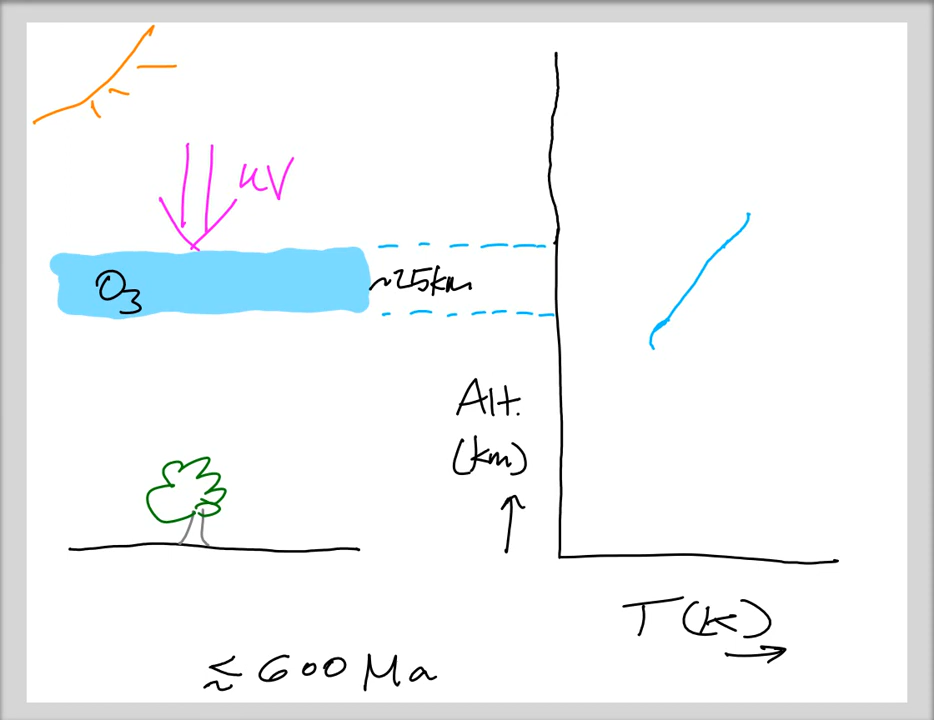 UV
O₃
~25km
Alt.
(km)
T(K)
≲ 600 Ma